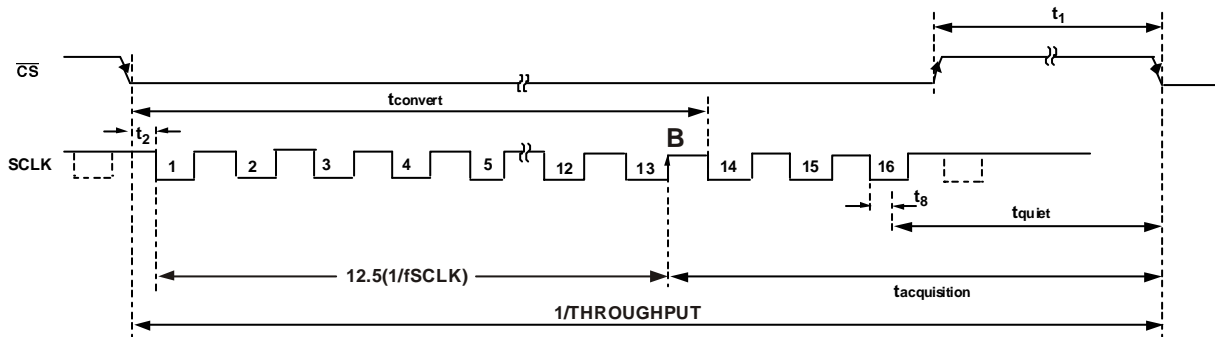 t1
CS
tconvert
t2
B
SCLK
1 2 3 4 5 12 13 14 15 16
t8
tquiet
12.5(1/fSCLK)
tacquisition
1/THROUGHPUT